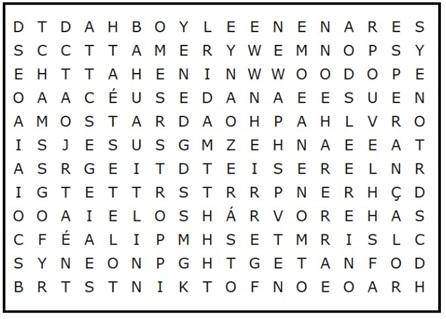 D T D A H B O Y L E E N E N A R E S
S C C T T A M E R Y W E M N O P S Y
E H T T A H E N I N W W O O D O P E
O A A C É U S E D A N A E E S U E N
A M O S T A R D A O H P A H L V R O
I S J E S U S G M Z E H N A E E A T
A S R G E I T D T E I S E R E L N R
I G T E T T R S T R R P N E R H Ç D
O O A I E L O S H Á R V O R E H A S
C F É A L I P M H S E T M R I S L C
S Y N E O N P G H T G E T A N F O D
B R T S T N I K T O F N O E O A R H